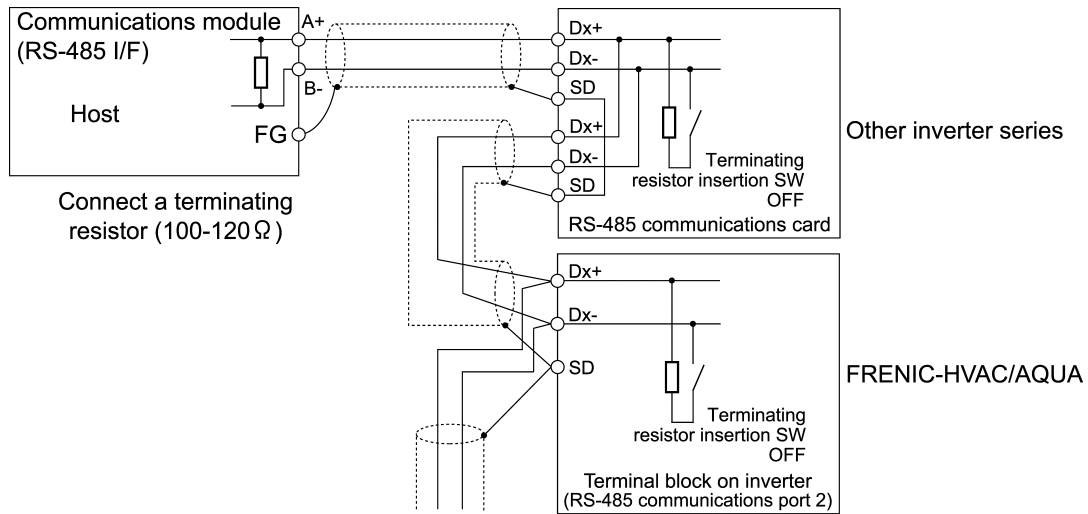 Communications module
(RS-485 I/F)
Host
A+
B-
FG
Connect a terminating
resistor (100-120Ω)
Dx+
Dx-
SD
Dx+
Dx-
SD
Terminating
resistor insertion SW
OFF
RS-485 communications card
Other inverter series
Dx+
Dx-
SD
Terminating
resistor insertion SW
OFF
Terminal block on inverter
(RS-485 communications port 2)
FRENIC-HVAC/AQUA